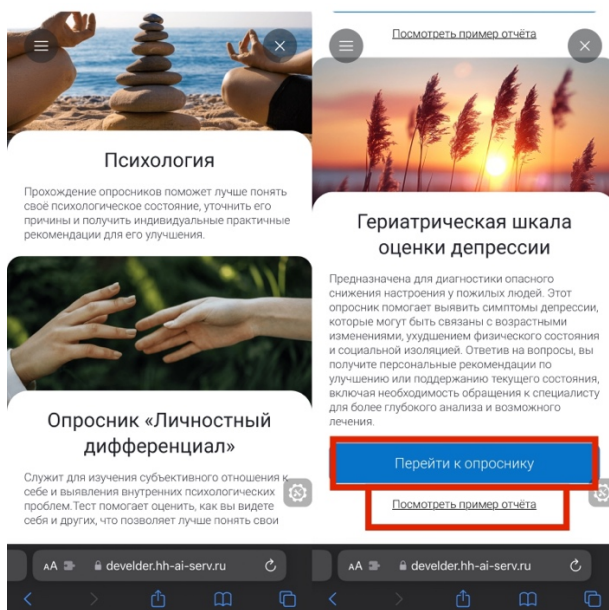 Психология
Прохождение опросников поможет лучше понять
своё психологическое состояние, уточнить его
причины и получить индивидуальные практичные
рекомендации для его улучшения.
Опросник «Личностный
дифференциал»
Служит для изучения субъективного отношения к
себе и выявления внутренних психологических
проблем.Тест помогает оценить, как вы видете
себя и других, что позволяет лучше понять свои
AA develder.hh-ai-serv.ru
Посмотреть пример отчёта
Гериатрическая шкала
оценки депрессии
Предназначена для диагностики опасного
снижения настроения у пожилых людей. Этот
опросник помогает выявить симптомы депрессии,
которые могут быть связаны с возрастными
изменениями, ухудшением физического состояния
и социальной изоляцией. Ответив на вопросы, вы
получите персональные рекомендации по
улучшению или поддержанию текущего состояния,
включая необходимость обращения к специалисту
для более глубокого анализа и возможного
лечения.
Перейти к опроснику
Посмотреть пример отчёта
AA develder.hh-ai-serv.ru